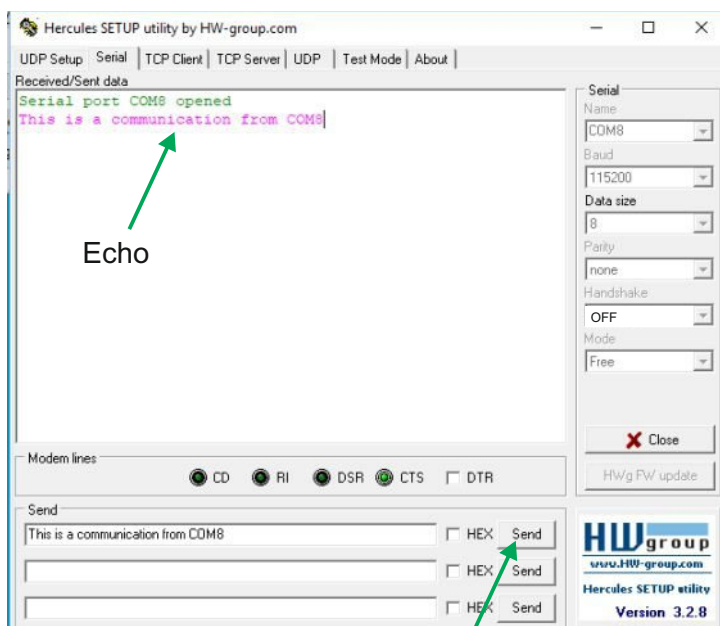 Hercules SETUP utility by HW-group.com
UDP Setup Serial TCP Client TCP Server UDP Test Mode About
Received/Sent data
Serial port COM8 opened
This is a communication from COM8
Echo
Serial
Name
COM8
Baud
115200
Data size
8
Parity
none
Handshake
OFF
Mode
Free
Close
HWg FW update
Modem lines
CD RI DSR CTS DTR
Send
This is a communication from COM8 HEX Send
HEX Send
HEX Send
HW group
www.HW-group.com
Hercules SETUP utility
Version 3.2.8